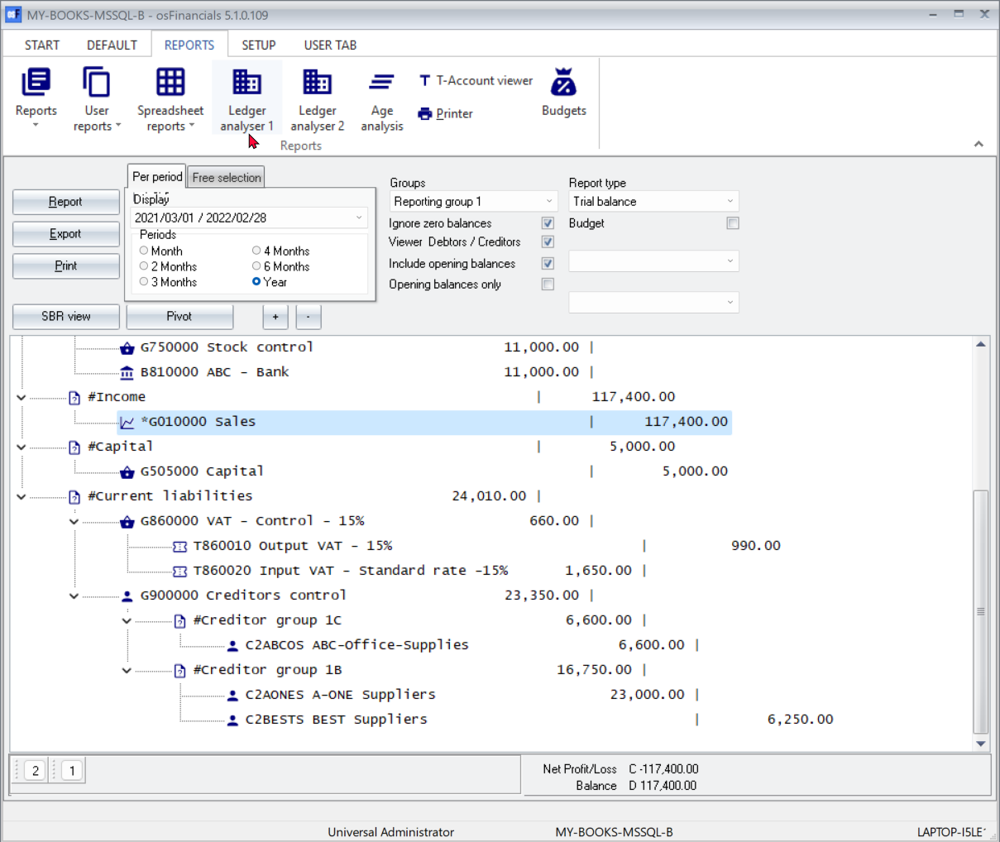 MY-BOOKS-MSSQL-B - osFinancials 5.1.0.109
START DEFAULT REPORTS SETUP USER TAB
Reports
User reports
Spreadsheet reports
Ledger analyser 1
Ledger analyser 2
Age analysis
T-Account viewer
Printer
Budgets
Reports
Report
Export
Print
Per period Free selection
Display
2021/03/01 / 2022/02/28
Periods
Month 4 Months
2 Months 6 Months
3 Months Year
Groups
Reporting group 1
Ignore zero balances
Viewer Debtors / Creditors
Include opening balances
Opening balances only
Report type
Trial balance
Budget
SBR view Pivot + -
G750000 Stock control 11,000.00 |
B810000 ABC - Bank 11,000.00 |
#Income | 117,400.00
*G010000 Sales | 117,400.00
#Capital | 5,000.00
G505000 Capital | 5,000.00
#Current liabilities 24,010.00 |
G860000 VAT - Control - 15% 660.00 |
T860010 Output VAT - 15% | 990.00
T860020 Input VAT - Standard rate -15% 1,650.00 |
G900000 Creditors control 23,350.00 |
#Creditor group 1C 6,600.00 |
C2ABCOS ABC-Office-Supplies 6,600.00 |
#Creditor group 1B 16,750.00 |
C2AONES A-ONE Suppliers 23,000.00 |
C2BESTS BEST Suppliers | 6,250.00
2 1
Net Profit/Loss C -117,400.00
Balance D 117,400.00
Universal Administrator MY-BOOKS-MSSQL-B LAPTOP-I5LE